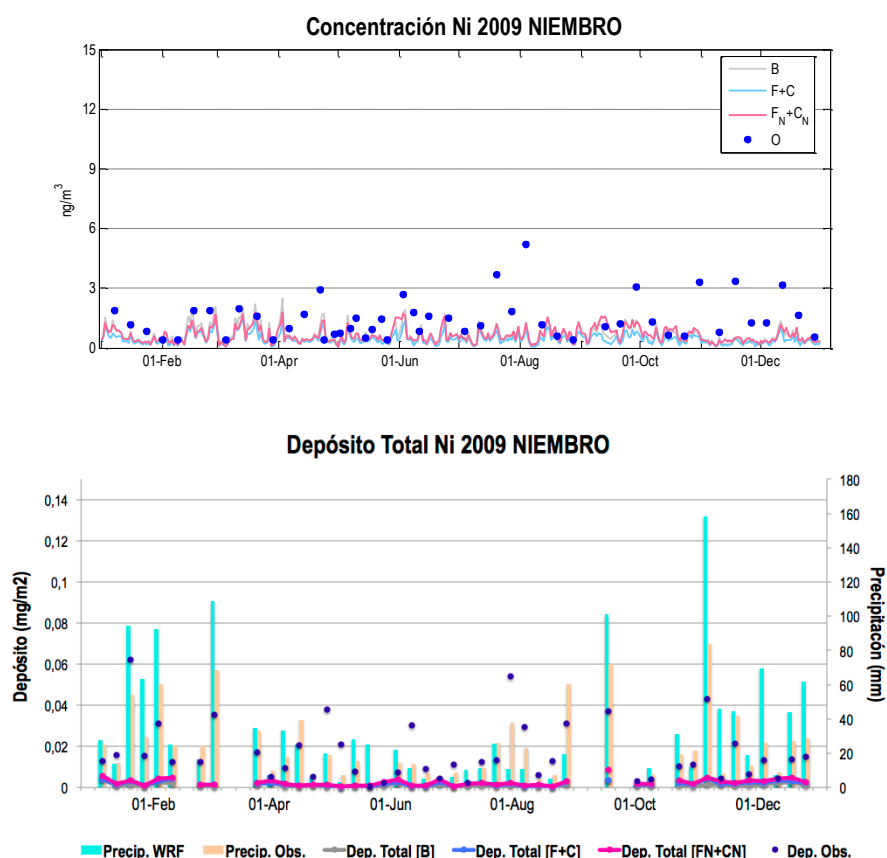 Concentración Ni 2009 NIEMBRO
15
12
9
6
3
0
ng/m3
B
F+C
FN+CN
O
01-Feb 01-Apr 01-Jun 01-Aug 01-Oct 01-Dec
Depósito Total Ni 2009 NIEMBRO
0,14
0,12
0,1
0,08
0,06
0,04
0,02
0
Depósito (mg/m2)
180
160
140
120
100
80
60
40
20
0
Precipitacón (mm)
01-Feb 01-Apr 01-Jun 01-Aug 01-Oct 01-Dec
Precip. WRF Precip. Obs. Dep. Total [B] Dep. Total [F+C] Dep. Total [FN+CN] Dep. Obs.